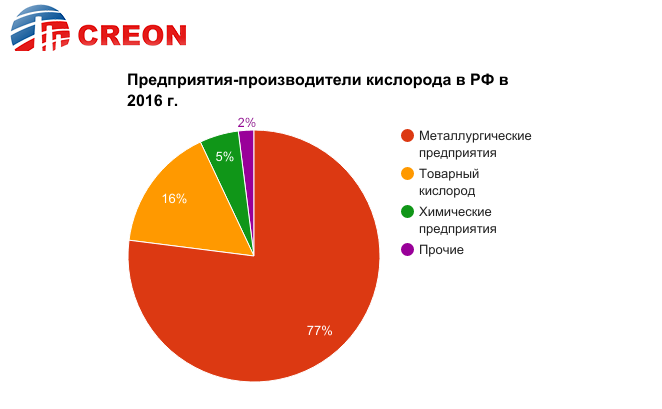 CREON
Предприятия-производители кислорода в РФ в
2016 г.
2%
5%
16%
77%
Металлургические
предприятия
Товарный
кислород
Химические
предприятия
Прочие